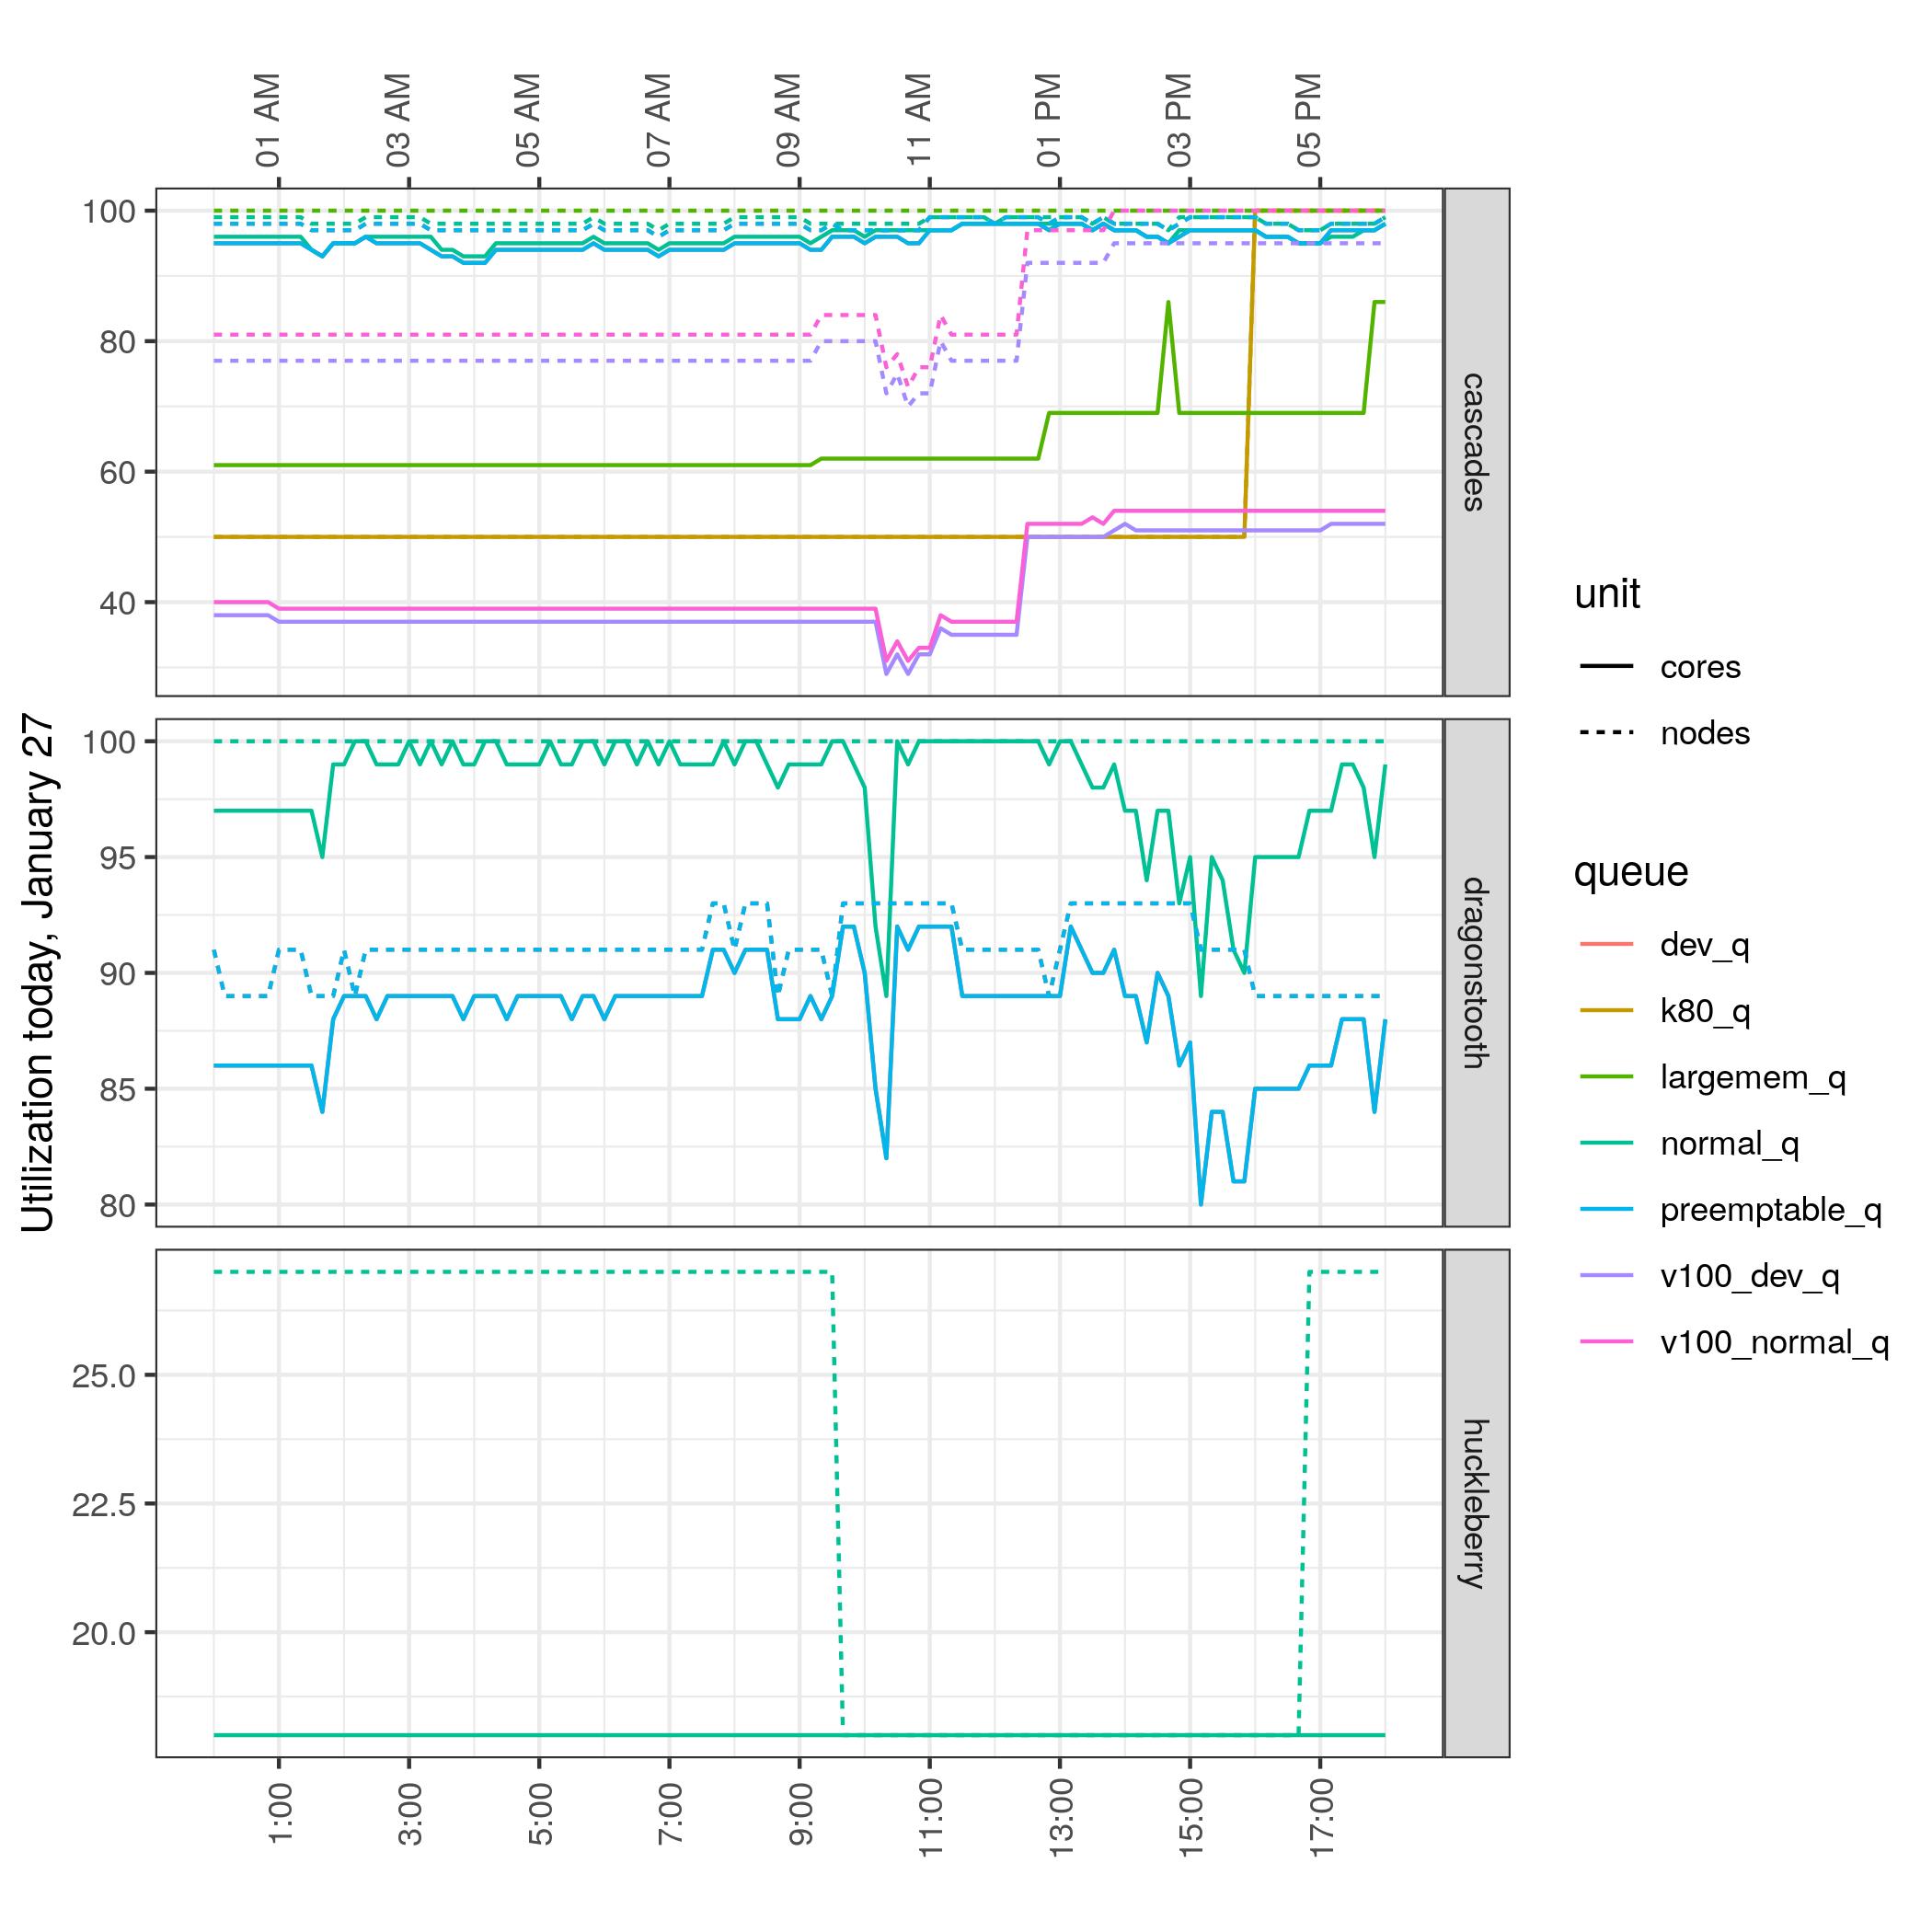 01 AM
03 AM
05 AM
07 AM
09 AM
11 AM
01 PM
03 PM
05 PM
Utilization today, January 27
100
80
60
40
cascades
100
95
90
85
80
dragonstooth
25.0
22.5
20.0
huckleberry
1:00
3:00
5:00
7:00
9:00
11:00
13:00
15:00
17:00
unit
cores
nodes
queue
dev_q
k80_q
largemem_q
normal_q
preemptable_q
v100_dev_q
v100_normal_q